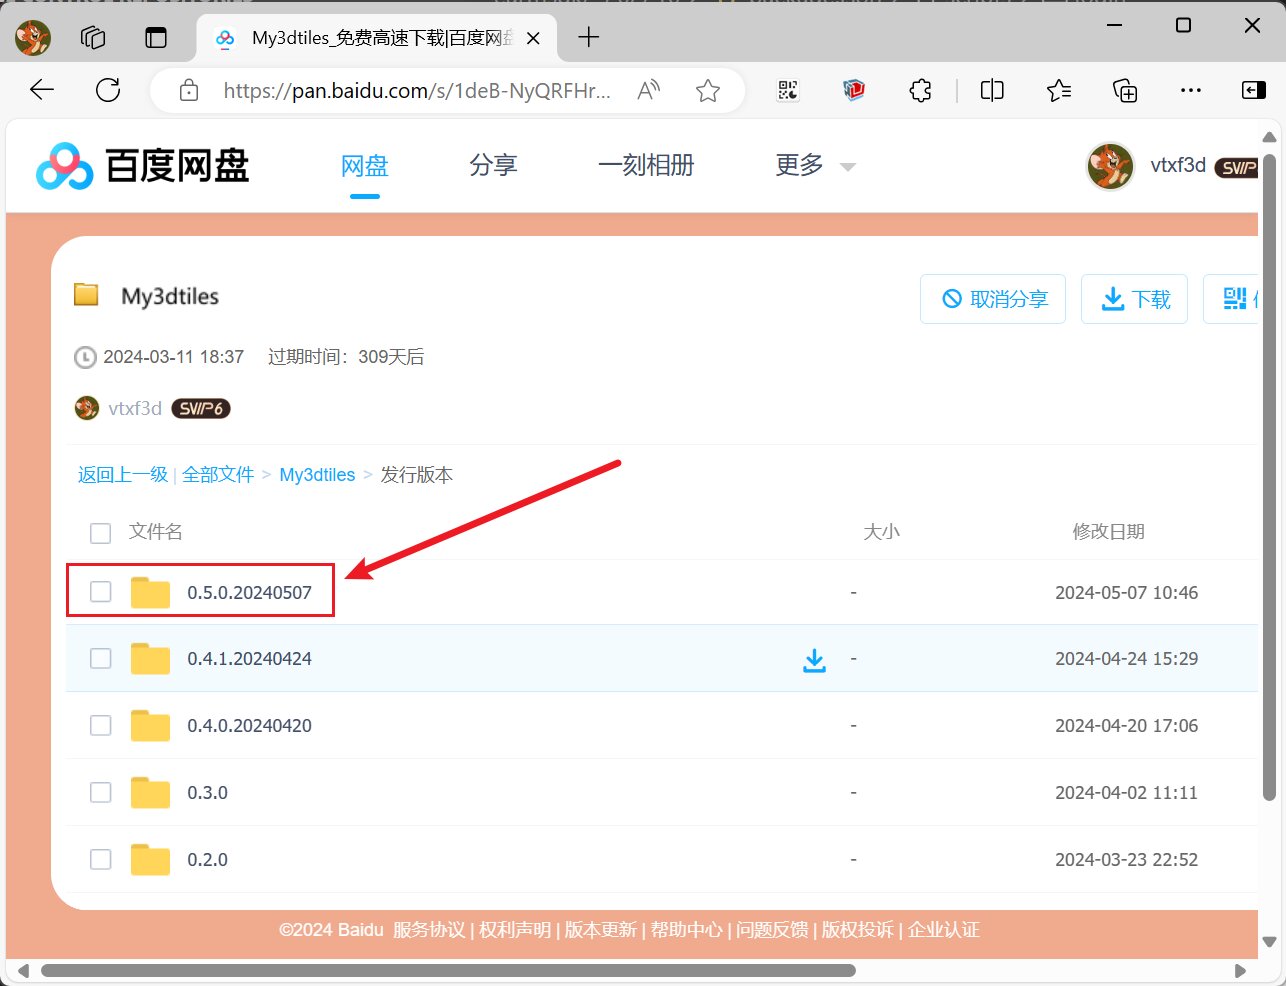 My3dtiles_免费高速下载|百度网盘
https://pan.baidu.com/s/1deB-NyQRFHr...
百度网盘 网盘 分享 一刻相册 更多 vtxf3d SVIP
My3dtiles 取消分享 下载
2024-03-11 18:37 过期时间：309天后
vtxf3d SVIP6
返回上一级 | 全部文件 > My3dtiles > 发行版本
文件名 大小 修改日期
0.5.0.20240507 - 2024-05-07 10:46
0.4.1.20240424 - 2024-04-24 15:29
0.4.0.20240420 - 2024-04-20 17:06
0.3.0 - 2024-04-02 11:11
0.2.0 - 2024-03-23 22:52
©2024 Baidu 服务协议 | 权利声明 | 版本更新 | 帮助中心 | 问题反馈 | 版权投诉 | 企业认证